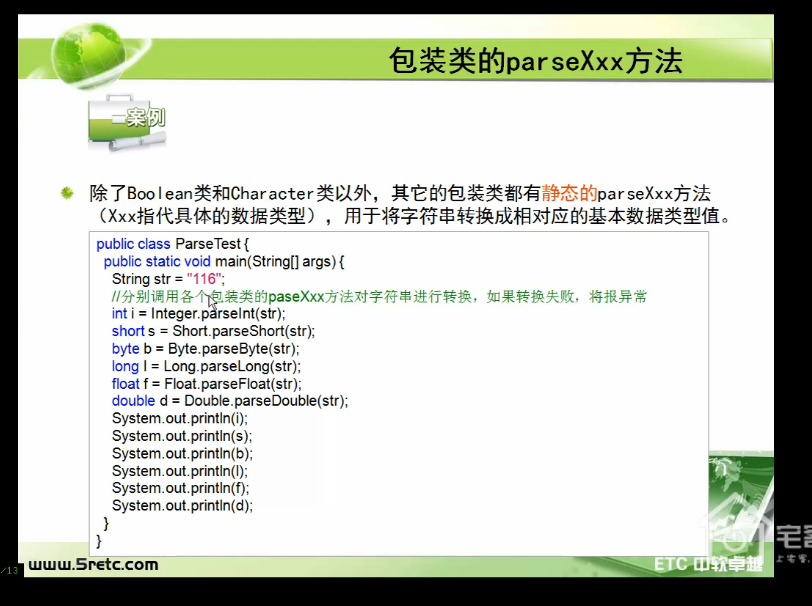 包装类的parseXxx方法
案例
除了Boolean类和Character类以外，其它的包装类都有静态的parseXxx方法
（Xxx指代具体的数据类型），用于将字符串转换成相对应的基本数据类型值。
public class ParseTest {
public static void main(String[] args) {
String str = "116";
//分别调用各个包装类的paseXxx方法对字符串进行转换，如果转换失败，将报异常
int i = Integer.parseInt(str);
short s = Short.parseShort(str);
byte b = Byte.parseByte(str);
long l = Long.parseLong(str);
float f = Float.parseFloat(str);
double d = Double.parseDouble(str);
System.out.println(i);
System.out.println(s);
System.out.println(b);
System.out.println(l);
System.out.println(f);
System.out.println(d);
}
}
/13
www.5retc.com
ETC 中软卓越